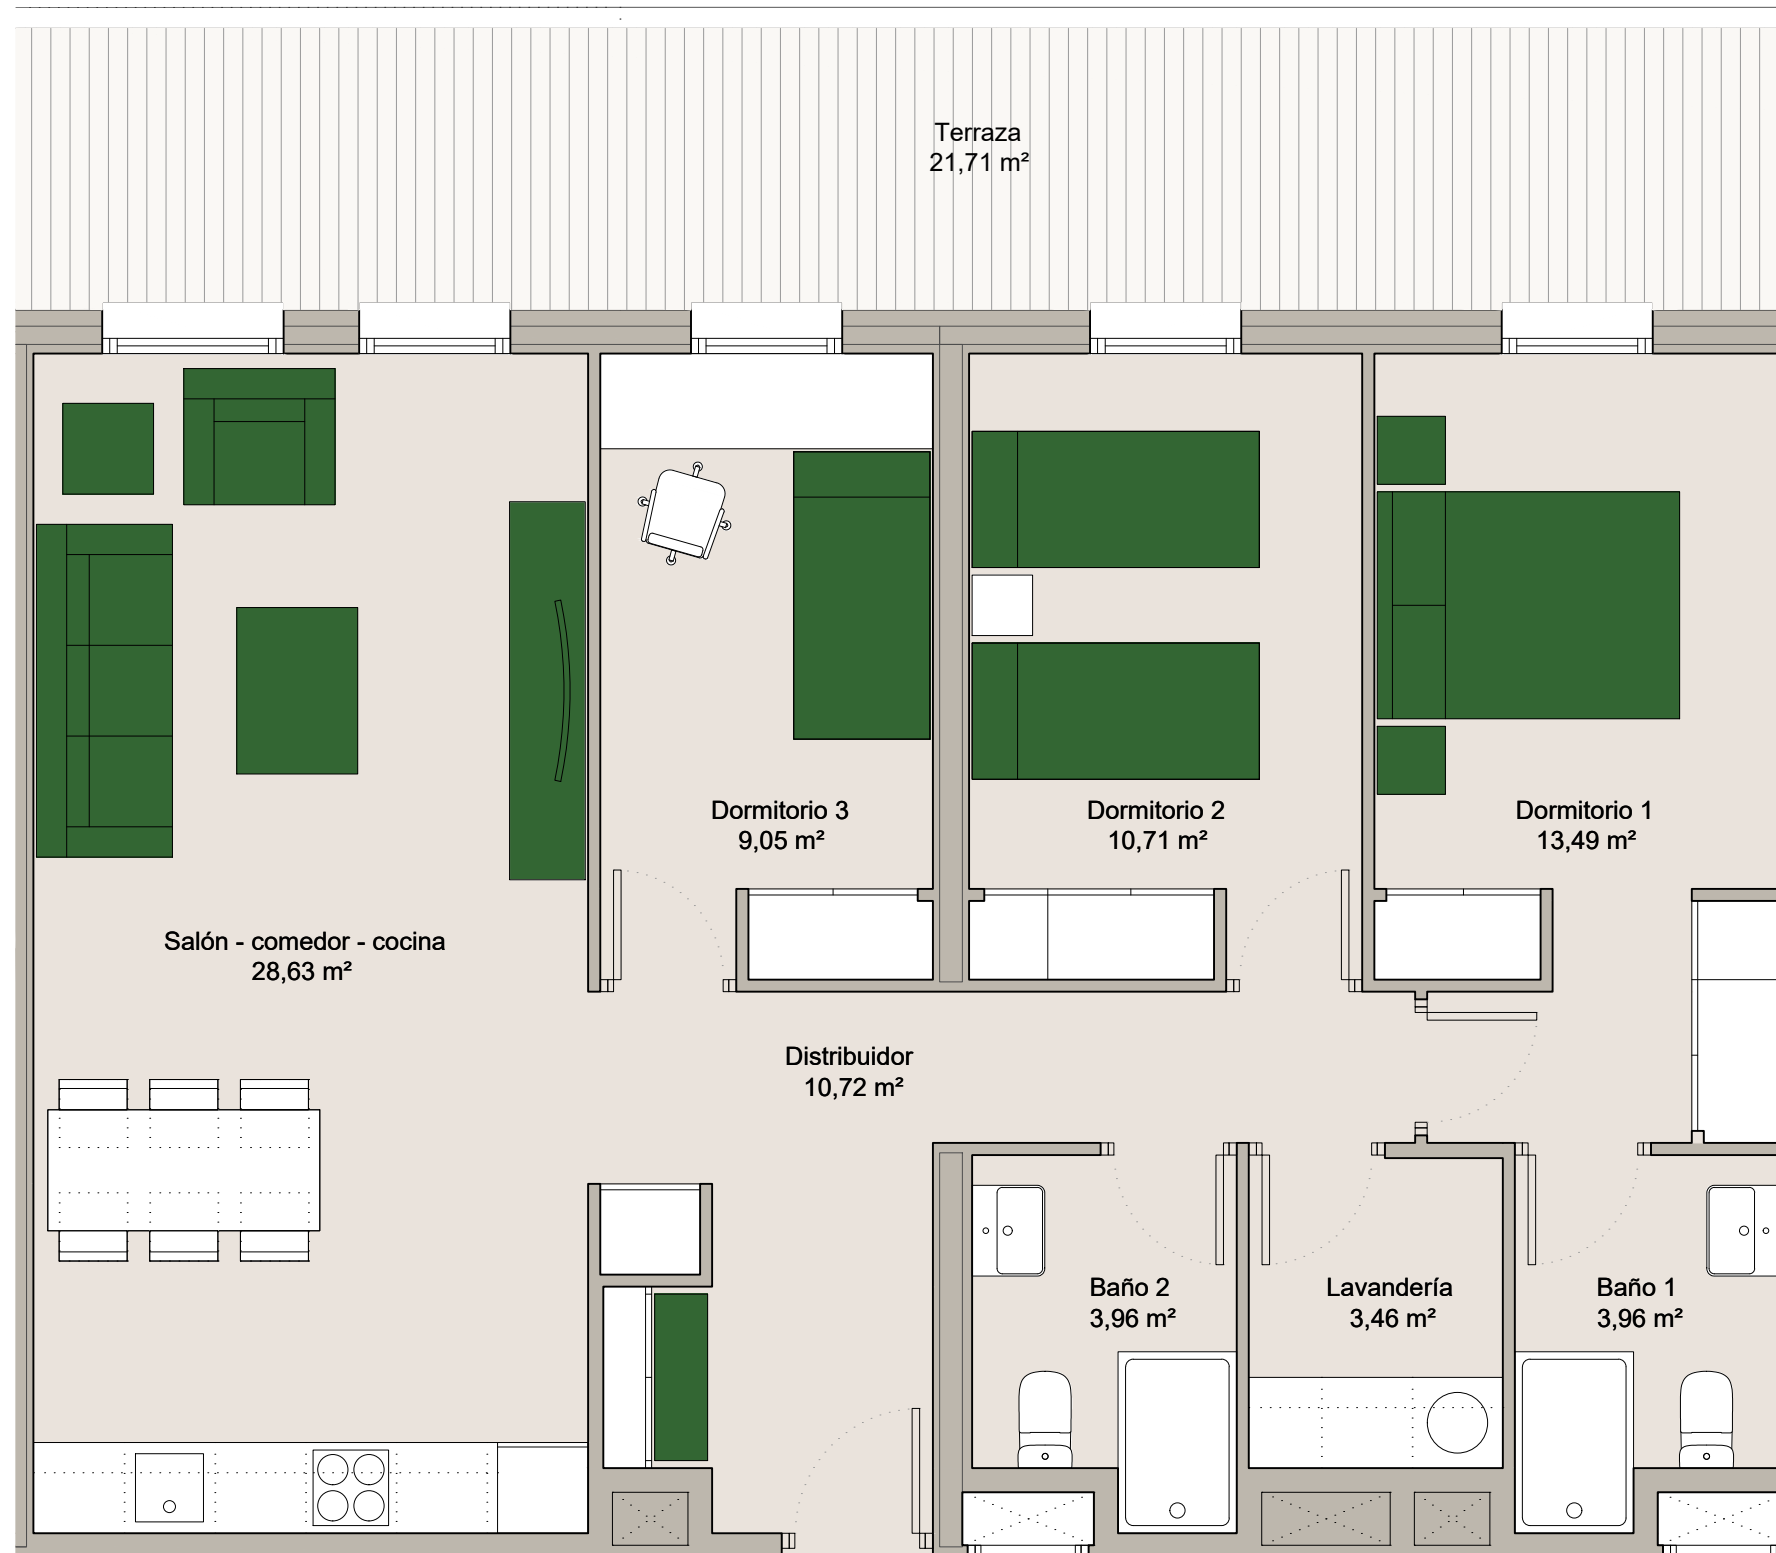 Terraza
21,71 m²
Dormitorio 3
9,05 m²
Dormitorio 2
10,71 m²
Dormitorio 1
13,49 m²
Salón - comedor - cocina
28,63 m²
Distribuidor
10,72 m²
Baño 2
3,96 m²
Lavandería
3,46 m²
Baño 1
3,96 m²